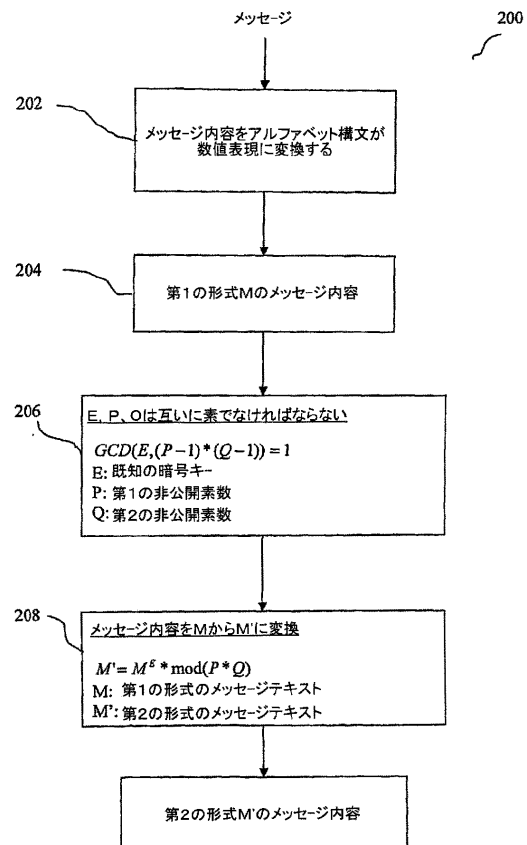 メッセージ
200
202
メッセージ内容をアルファベット構文が
数値表現に変換する
204
第1の形式Mのメッセージ内容
206
E, P、Oは互いに素でなければならない
GCD(E,(P−1)*(Q−1))=1
E: 既知の暗号キー
P: 第1の非公開素数
Q: 第2の非公開素数
208
メッセージ内容をMからM'に変換
M'= M^E * mod(P*Q)
M: 第1の形式のメッセージテキスト
M': 第2の形式のメッセージテキスト
第2の形式M'のメッセージ内容